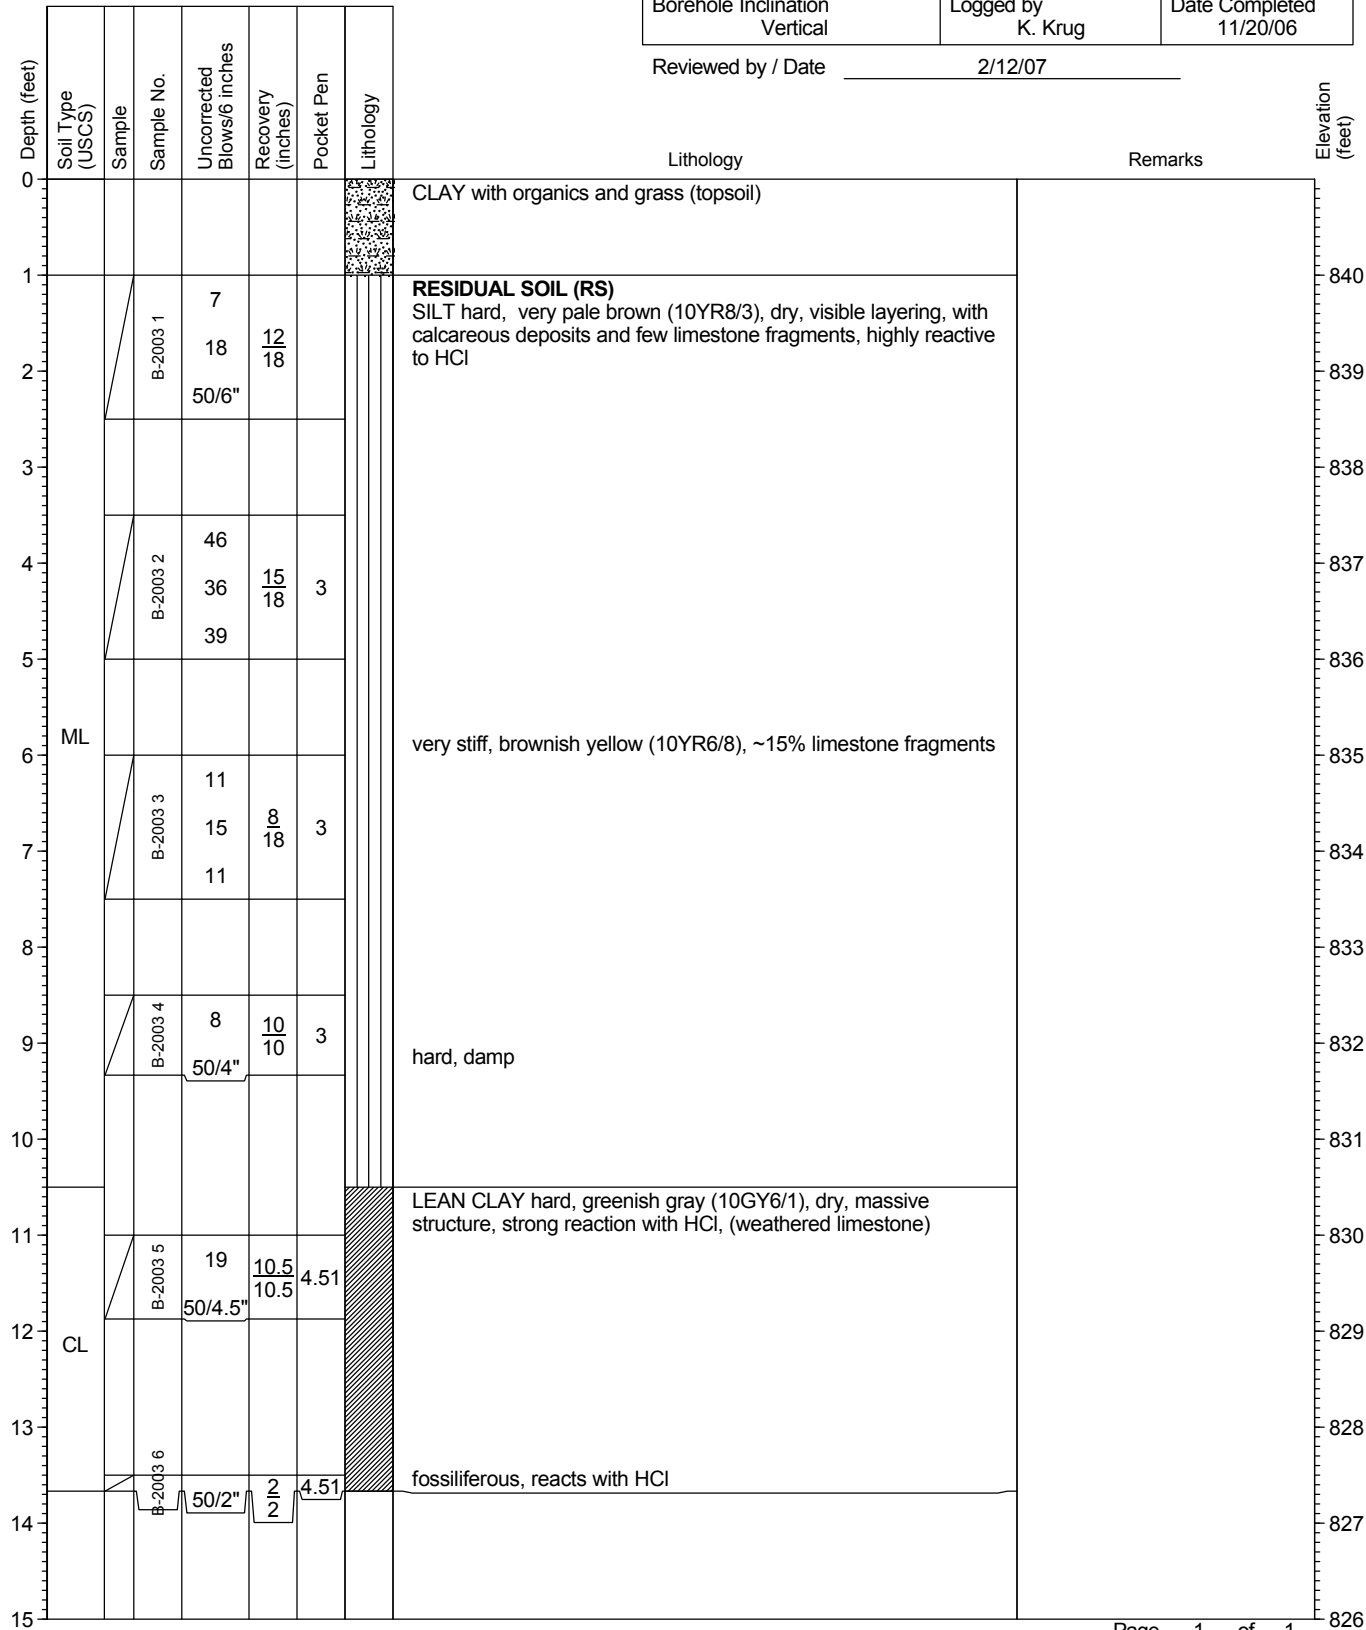 Borehole Inclination
Vertical
Logged by
K. Krug
Date Completed
11/20/06
Reviewed by / Date 2/12/07
Depth (feet)
Soil Type
(USCS)
Sample
Sample No.
Uncorrected
Blows/6 inches
Recovery
(inches)
Pocket Pen
Lithology
Lithology
Remarks
Elevation
(feet)
0
CLAY with organics and grass (topsoil)
1
840
B-2003 1
7
18
50/6"
12
18
RESIDUAL SOIL (RS)
SILT hard, very pale brown (10YR8/3), dry, visible layering, with
calcareous deposits and few limestone fragments, highly reactive
to HCl
2
839
3
838
B-2003 2
46
36
39
15
18
3
4
837
5
836
ML
very stiff, brownish yellow (10YR6/8), ~15% limestone fragments
6
835
B-2003 3
11
15
11
8
18
3
7
834
8
833
B-2003 4
8
50/4"
10
10
3
9
832
hard, damp
10
831
LEAN CLAY hard, greenish gray (10GY6/1), dry, massive
structure, strong reaction with HCl, (weathered limestone)
11
830
B-2003 5
19
50/4.5"
10.5
10.5
4.51
12
829
CL
13
828
B-2003 6
50/2"
2
2
4.51
fossiliferous, reacts with HCl
14
827
15
826
Page 1 of 1